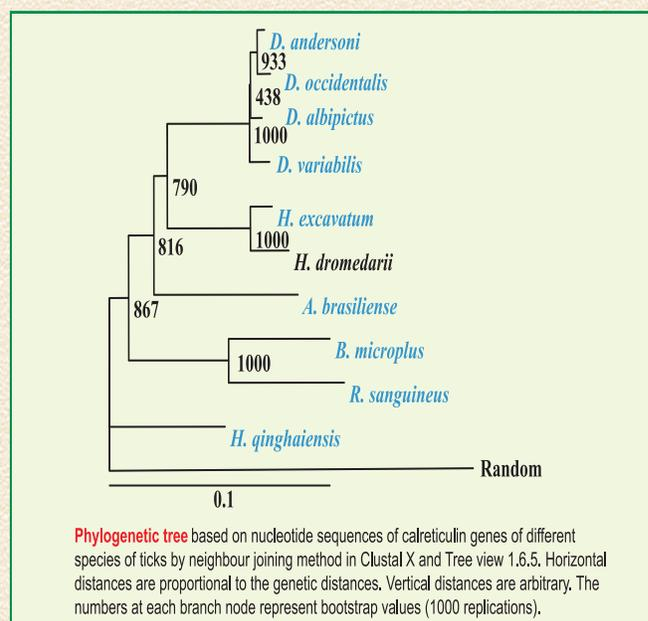 D. andersoni
933
D. occidentalis
438
D. albipictus
1000
D. variabilis
790
H. excavatum
1000
H. dromedarii
816
A. brasiliense
867
B. microplus
1000
R. sanguineus
H. qinghaiensis
Random
0.1
Phylogenetic tree based on nucleotide sequences of calreticulin genes of different
species of ticks by neighbour joining method in Clustal X and Tree view 1.6.5. Horizontal
distances are proportional to the genetic distances. Vertical distances are arbitrary. The
numbers at each branch node represent bootstrap values (1000 replications).